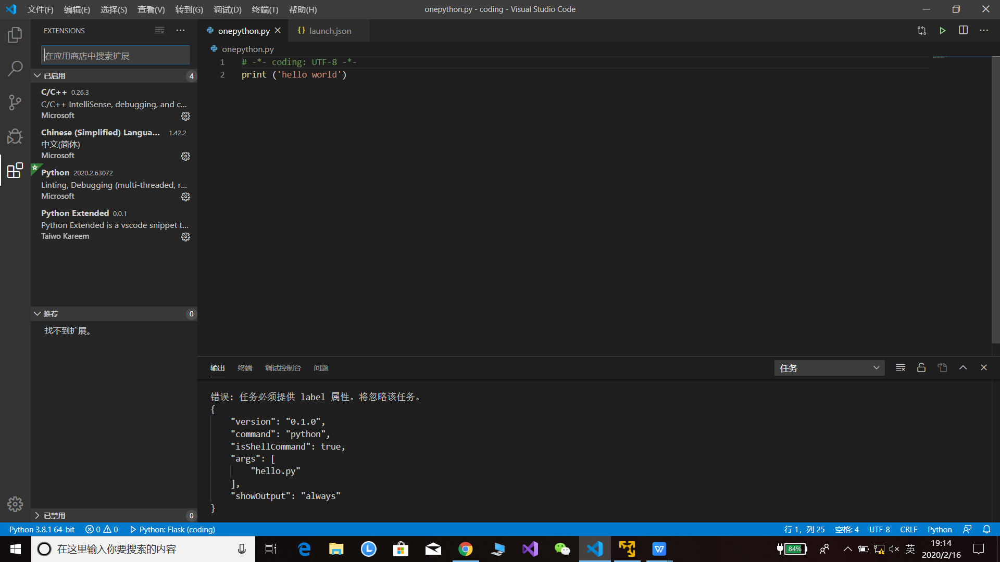 文件(F) 编辑(E) 选择(S) 查看(V) 转到(G) 调试(D) 终端(T) 帮助(H)
onepython.py - coding - Visual Studio Code
EXTENSIONS
在应用商店中搜索扩展
已启用 4
C/C++ 0.26.3
C/C++ IntelliSense, debugging, and c...
Microsoft
Chinese (Simplified) Langua... 1.42.2
中文(简体)
Microsoft
Python 2020.2.63072
Linting, Debugging (multi-threaded, r...
Microsoft
Python Extended 0.0.1
Python Extended is a vscode snippet t...
Taiwo Kareem
推荐 0
找不到扩展。
已禁用 0
onepython.py
{} launch.json
onepython.py
1 # -*- coding: UTF-8 -*-
2 print ('hello world')
输出 终端 调试控制台 问题
任务
错误: 任务必须提供 label 属性。将忽略该任务。
{
"version": "0.1.0",
"command": "python",
"isShellCommand": true,
"args": [
"hello.py"
],
"showOutput": "always"
}
Python 3.8.1 64-bit 0 0 Python: Flask (coding)
行 1, 列 25 空格: 4 UTF-8 CRLF Python
在这里输入你要搜索的内容
84%
英
19:14
2020/2/16